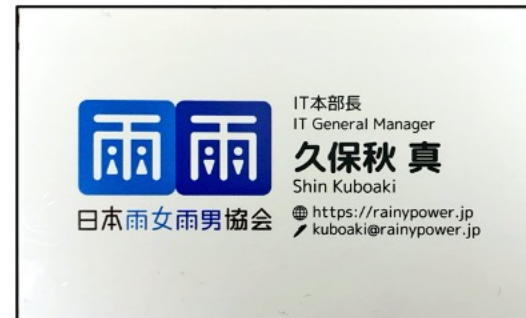 雨雨
日本雨女雨男協会
IT本部長
IT General Manager
久保秋 真
Shin Kuboaki
https://rainypower.jp
kuboaki@rainypower.jp